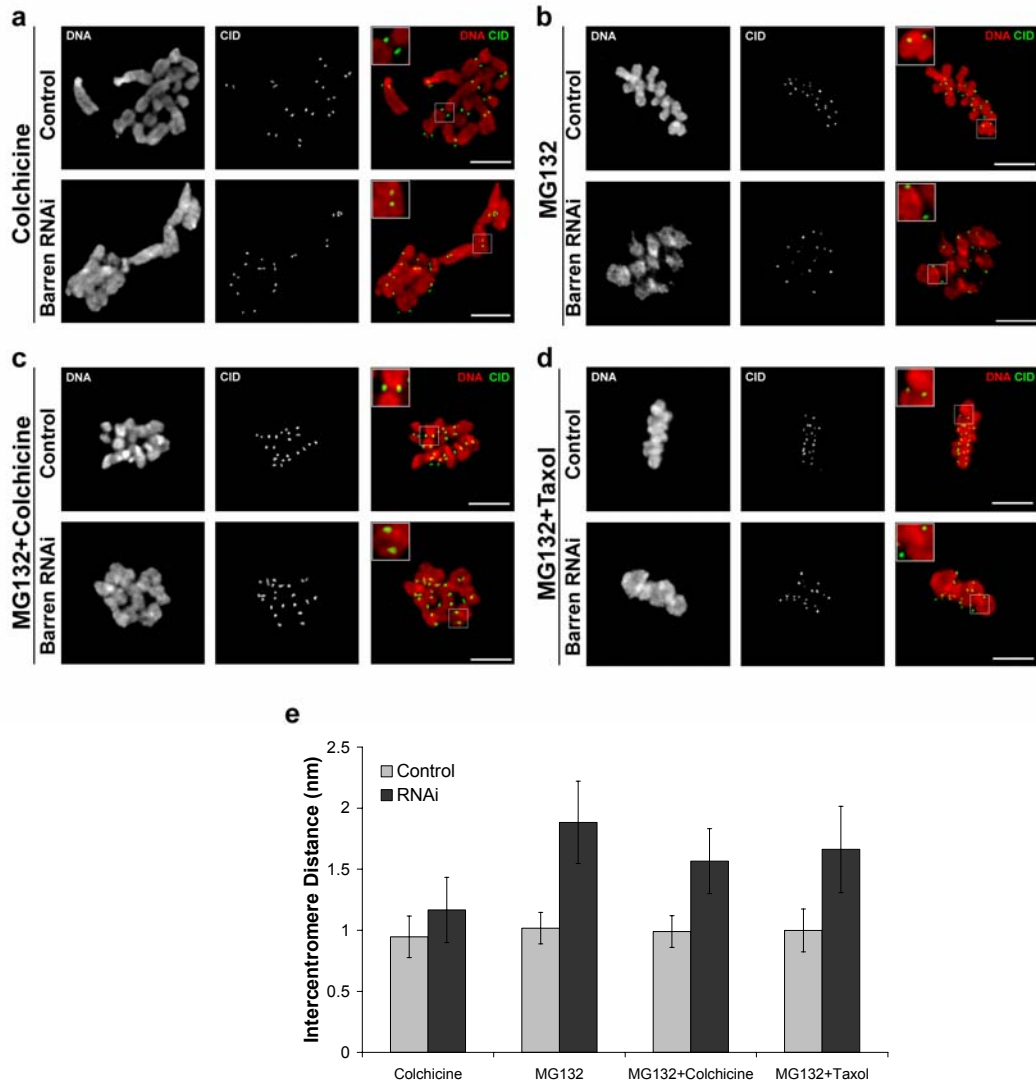 a
Colchicine
Control
DNA
CID
DNA CID
Barren RNAi
b
MG132
Control
DNA
CID
DNA CID
Barren RNAi
c
MG132+Colchicine
Control
DNA
CID
DNA CID
Barren RNAi
d
MG132+Taxol
Control
DNA
CID
DNA CID
Barren RNAi
e
Intercentromere Distance (nm)
2.5
2
1.5
1
0.5
0
Control
RNAi
Colchicine
MG132
MG132+Colchicine
MG132+Taxol